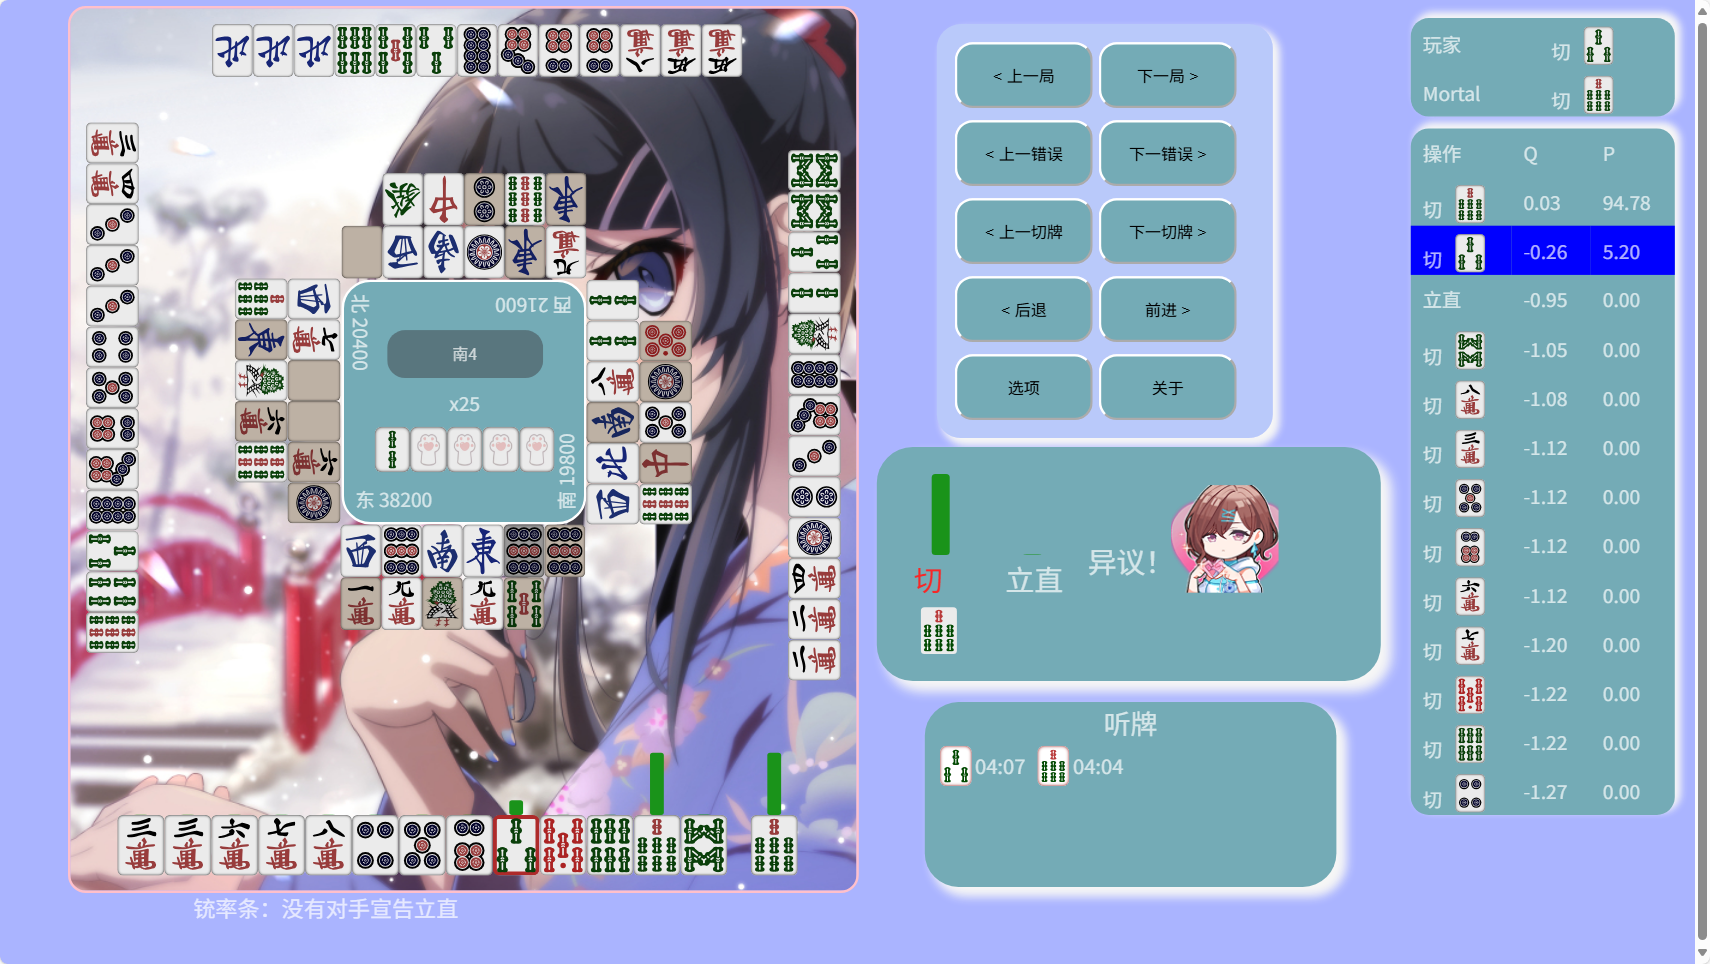 北 20400
西 21600
南4
x25
东 38200
南 19800
铳率条：没有对手宣告立直
< 上一局
下一局 >
< 上一错误
下一错误 >
< 上一切牌
下一切牌 >
< 后退
前进 >
选项
关于
切
立直
异议！
听牌
04:07
04:04
玩家 切
Mortal 切
操作 Q P
切 0.03 94.78
切 -0.26 5.20
立直 -0.95 0.00
切 -1.05 0.00
切 -1.08 0.00
切 -1.12 0.00
切 -1.12 0.00
切 -1.12 0.00
切 -1.12 0.00
切 -1.20 0.00
切 -1.22 0.00
切 -1.22 0.00
切 -1.27 0.00